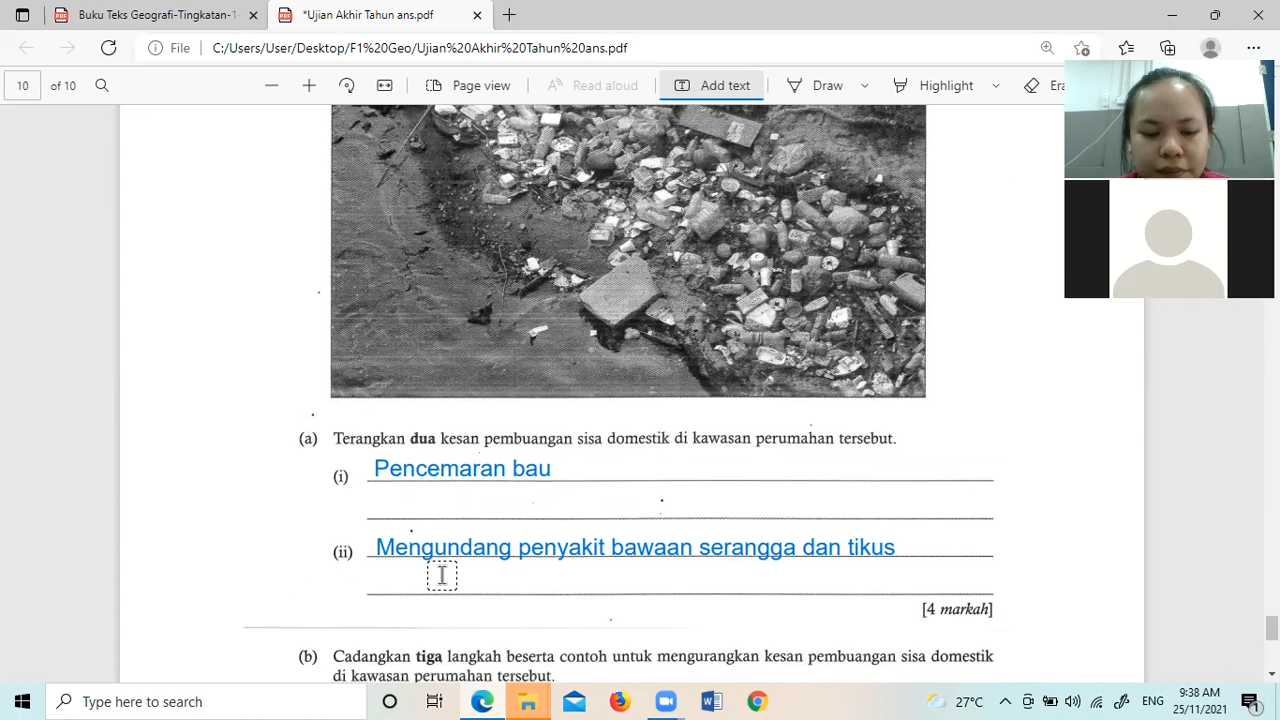 Buku Teks Geografi-Tingkatan-1-
*Ujian Akhir Tahun ans.pdf
File
C:/Users/User/Desktop/F1%20Geo/Ujian%20Akhir%20Tahun%20ans.pdf
10 of 10
Page view
Read aloud
Add text
Draw
Highlight
Era
(a) Terangkan dua kesan pembuangan sisa domestik di kawasan perumahan tersebut.
(i) Pencemaran bau
(ii) Mengundang penyakit bawaan serangga dan tikus
[4 markah]
(b) Cadangkan tiga langkah beserta contoh untuk mengurangkan kesan pembuangan sisa domestik
di kawasan perumahan tersebut.
Type here to search
27°C
ENG
9:38 AM
25/11/2021